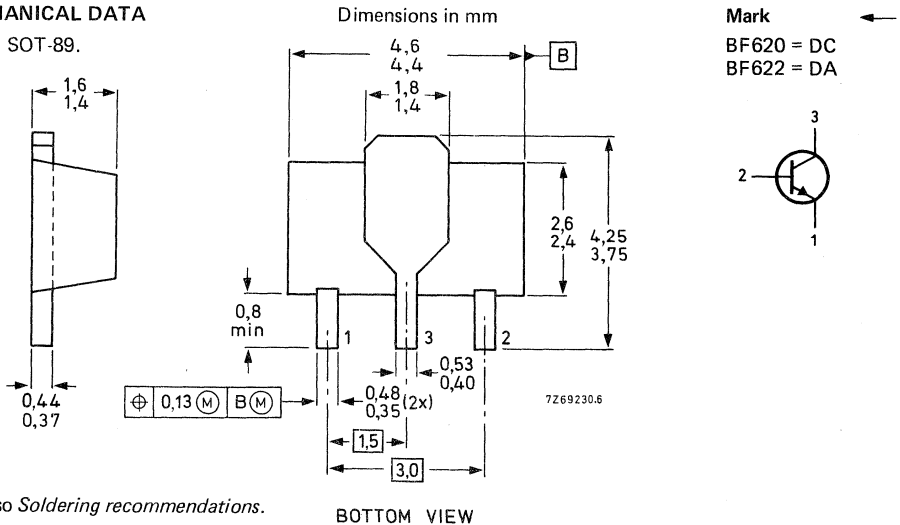 HANICAL DATA
SOT-89.
Dimensions in mm
Mark
BF620 = DC
BF622 = DA
4,6
4,4
B
1,6
1,4
1,8
1,4
3
2
1
2,6
2,4
4,25
3,75
0,8
min
1
3
2
0,53
0,40
0,44
0,37
0,13 M B M
0,48
0,35 (2x)
7Z69230.6
1,5
3,0
so Soldering recommendations.
BOTTOM VIEW